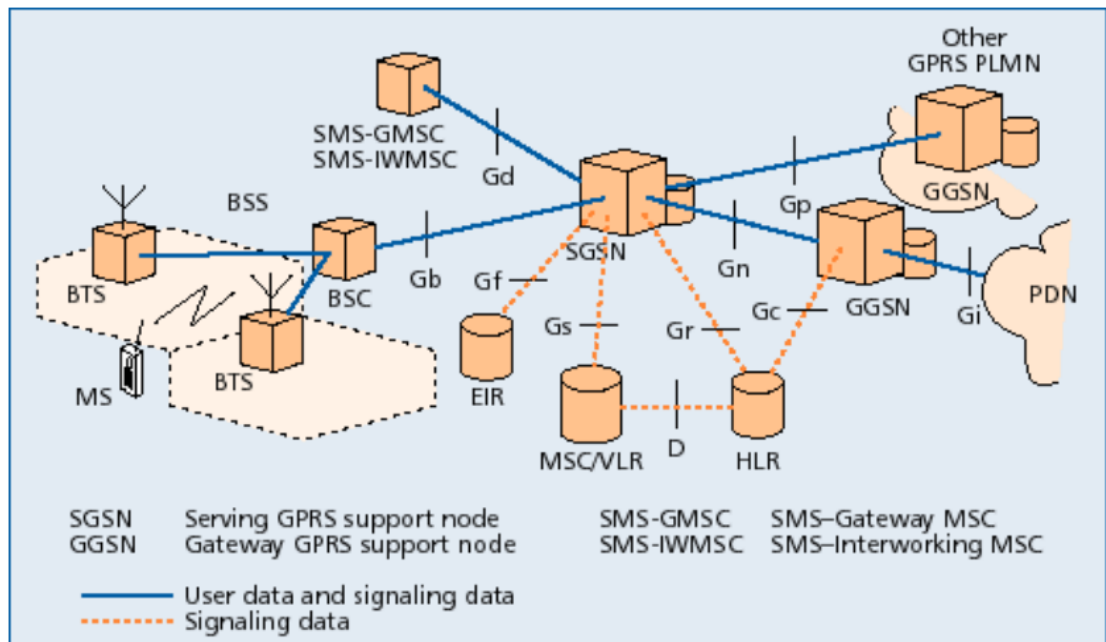 Other
GPRS PLMN
SMS-GMSC
SMS-IWMSC
Gd
BSS
Gp
GGSN
SGSN
Gn
BTS
BSC
Gb
Gf
GGSN
Gi
PDN
Gs
Gr
Gc
MS
BTS
EIR
MSC/VLR
D
HLR
SGSN Serving GPRS support node
GGSN Gateway GPRS support node
SMS-GMSC SMS–Gateway MSC
SMS-IWMSC SMS–Interworking MSC
User data and signaling data
Signaling data